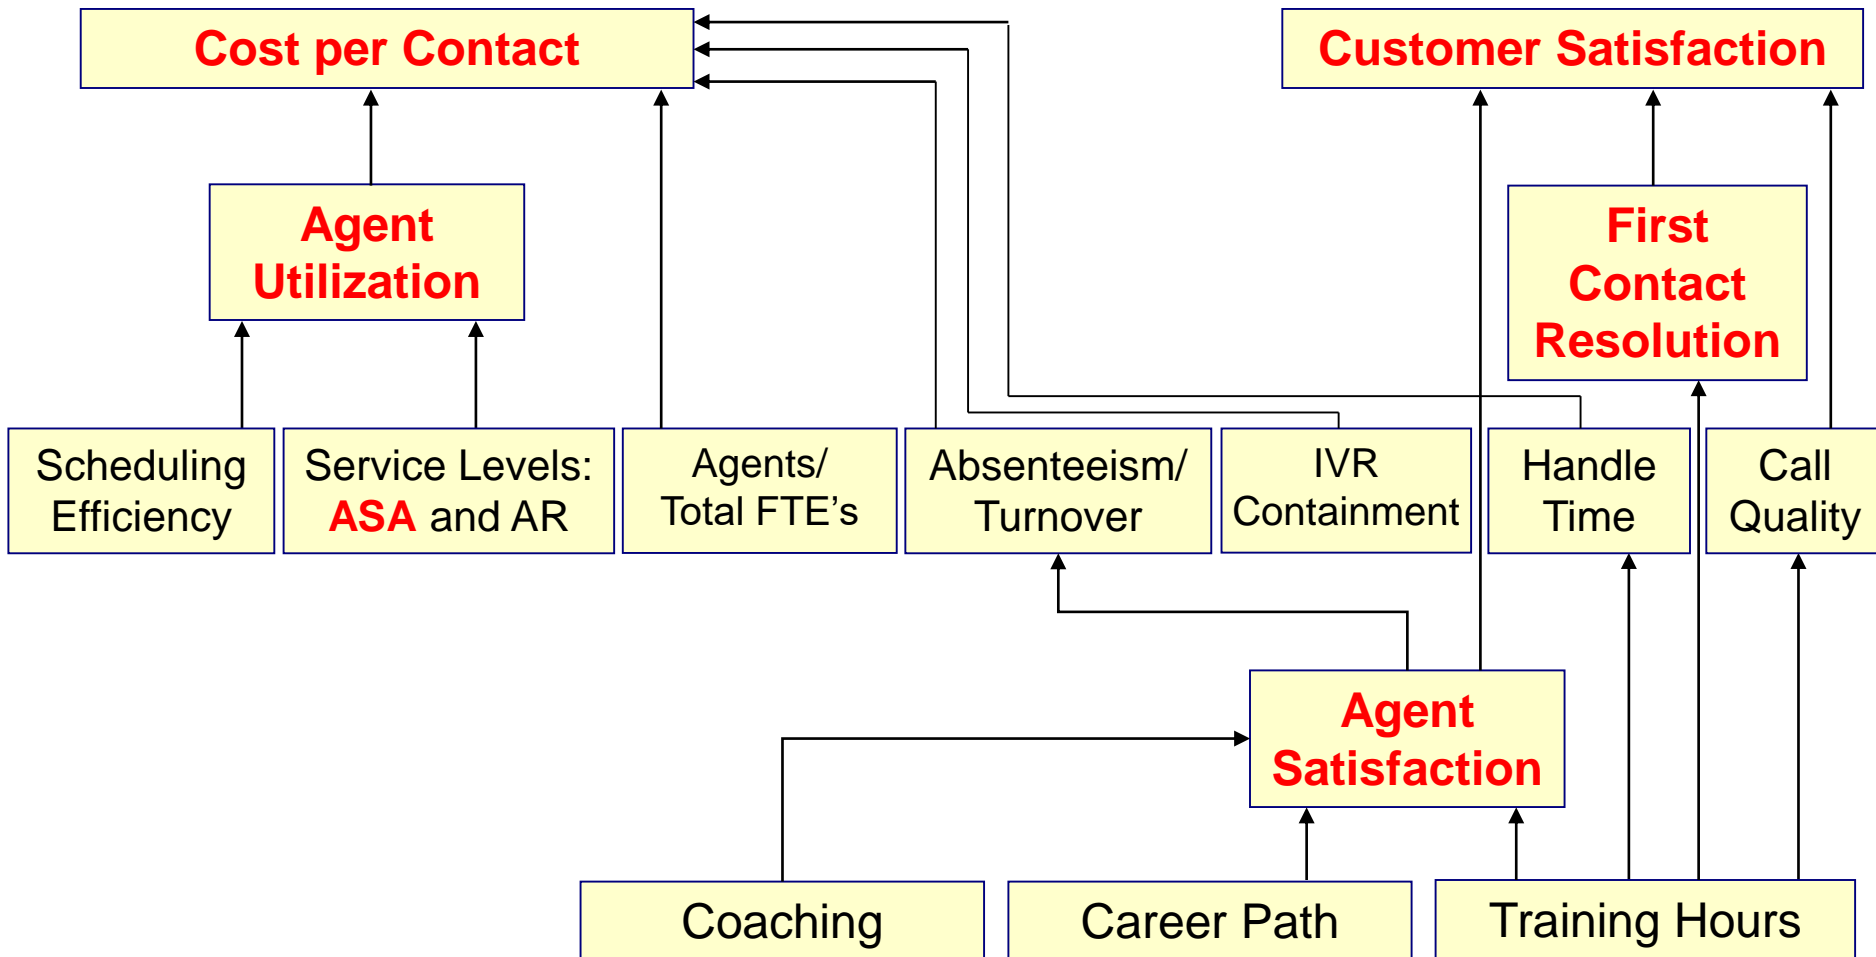 Cost per Contact
Customer Satisfaction
Agent
Utilization
First
Contact
Resolution
Scheduling
Efficiency
Service Levels:
ASA and AR
Agents/
Total FTE’s
Absenteeism/
Turnover
IVR
Containment
Handle
Time
Call
Quality
Agent
Satisfaction
Coaching
Career Path
Training Hours